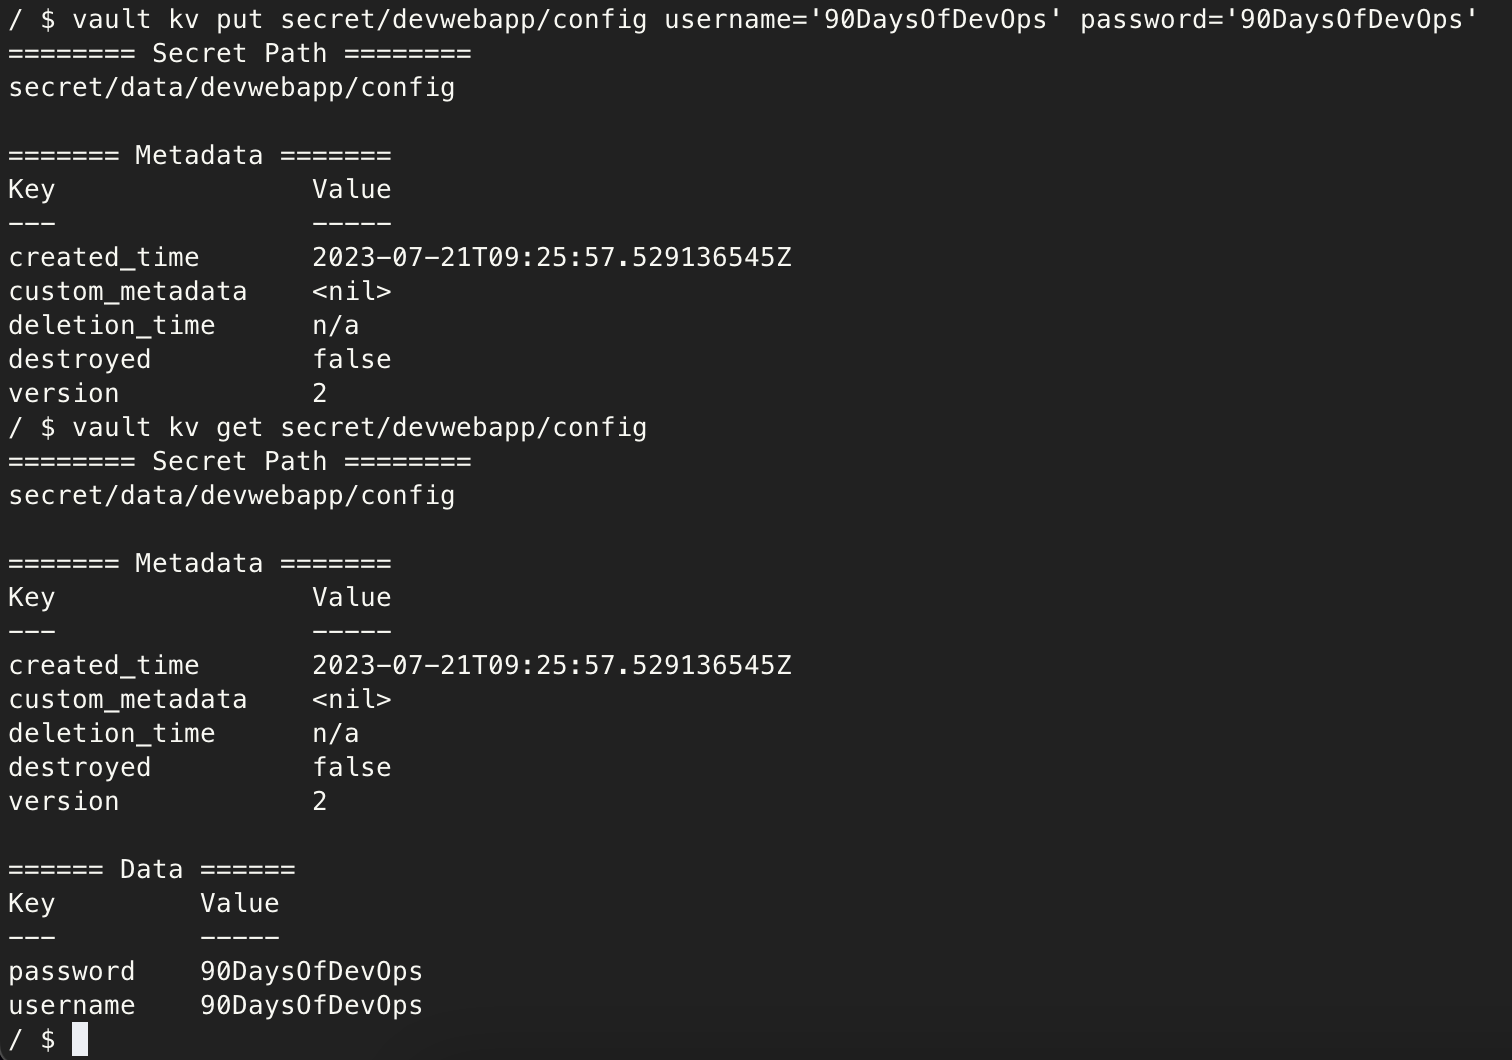 / $ vault kv put secret/devwebapp/config username='90DaysOfDevOps' password='90DaysOfDevOps'
======== Secret Path ========
secret/data/devwebapp/config

======= Metadata =======
Key                Value
---                -----
created_time       2023-07-21T09:25:57.529136545Z
custom_metadata    <nil>
deletion_time      n/a
destroyed          false
version            2
/ $ vault kv get secret/devwebapp/config
======== Secret Path ========
secret/data/devwebapp/config

======= Metadata =======
Key                Value
---                -----
created_time       2023-07-21T09:25:57.529136545Z
custom_metadata    <nil>
deletion_time      n/a
destroyed          false
version            2

====== Data ======
Key         Value
---         -----
password    90DaysOfDevOps
username    90DaysOfDevOps
/ $